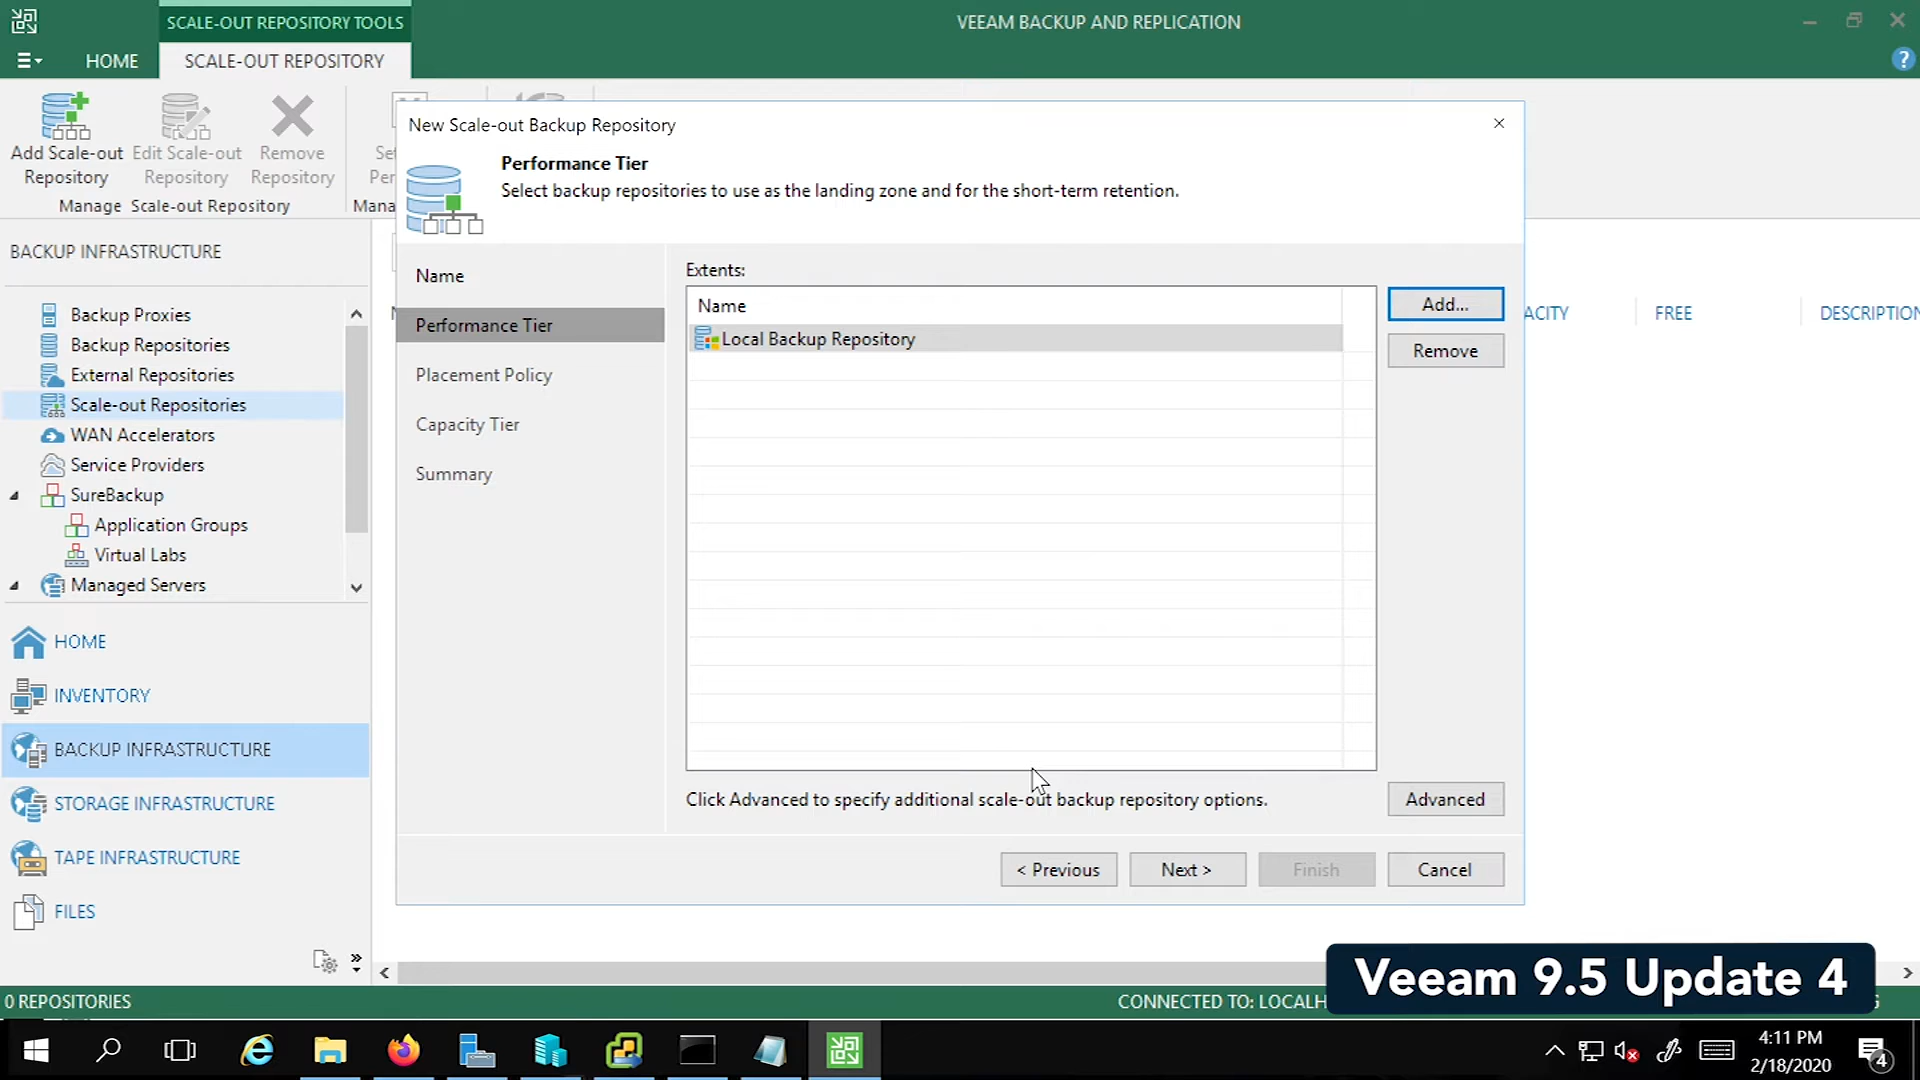 SCALE-OUT REPOSITORY TOOLS
VEEAM BACKUP AND REPLICATION
HOME
SCALE-OUT REPOSITORY
?
Add Scale-out
Repository
Edit Scale-out
Repository
Remove
Repository
Manage Scale-out Repository
New Scale-out Backup Repository
Performance Tier
Select backup repositories to use as the landing zone and for the short-term retention.
BACKUP INFRASTRUCTURE
Backup Proxies
Backup Repositories
External Repositories
Scale-out Repositories
WAN Accelerators
Service Providers
SureBackup
Application Groups
Virtual Labs
Managed Servers
HOME
INVENTORY
BACKUP INFRASTRUCTURE
STORAGE INFRASTRUCTURE
TAPE INFRASTRUCTURE
FILES
Name
Performance Tier
Placement Policy
Capacity Tier
Summary
Extents:
Name
Local Backup Repository
Add...
Remove
Click Advanced to specify additional scale-out backup repository options.
Advanced
< Previous
Next >
Finish
Cancel
ACITY
FREE
DESCRIPTION
0 REPOSITORIES
CONNECTED TO: LOCALH
Veeam 9.5 Update 4
4:11 PM
2/18/2020
4